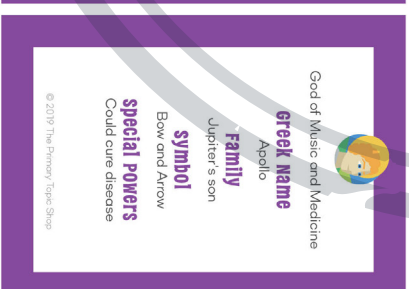 God of Music and Medicine
Greek Name
Apollo
Family
Jupiter's son
Symbol
Bow and Arrow
Special Powers
Could cure disease
© 2019 The Primary Topic Shop